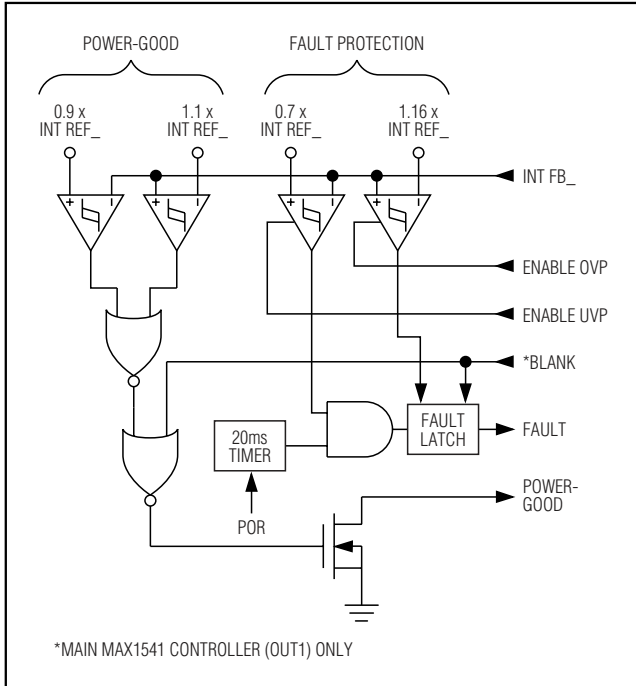 POWER-GOOD
FAULT PROTECTION
0.9 x
INT REF_
1.1 x
INT REF_
0.7 x
INT REF_
1.16 x
INT REF_
+
-
+
-
+
-
+
-
INT FB_
ENABLE OVP
ENABLE UVP
*BLANK
20ms
TIMER
FAULT
LATCH
FAULT
POWER-
GOOD
POR
*MAIN MAX1541 CONTROLLER (OUT1) ONLY